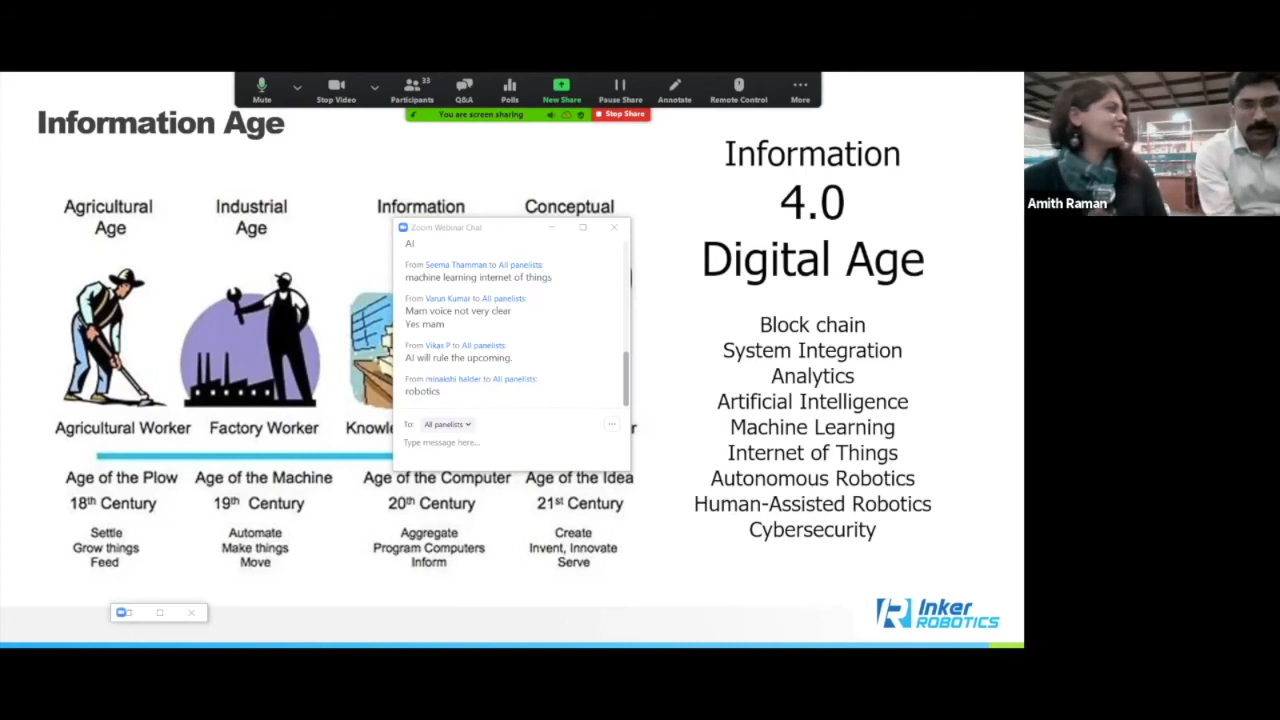 Mute
Stop Video
Participants
33
Q&A
Polls
New Share
Pause Share
Annotate
Remote Control
More
You are screen sharing
Stop Share
Information Age
Agricultural
Age
Industrial
Age
Information
Conceptual
Zoom Webinar Chat
AI
From Seema Thamman to All panelists:
machine learning internet of things
From Varun Kumar to All panelists:
Mam voice not very clear
Yes mam
From Vikas P to All panelists:
AI will rule the upcoming.
From minakshi halder to All panelists:
robotics
To: All panelists
Type message here...
Agricultural Worker
Factory Worker
Knowle
r
Age of the Plow
18th Century
Settle
Grow things
Feed
Age of the Machine
19th Century
Automate
Make things
Move
Age of the Computer
20th Century
Aggregate
Program Computers
Inform
Age of the Idea
21st Century
Create
Invent, Innovate
Serve
Information
4.0
Digital Age
Block chain
System Integration
Analytics
Artificial Intelligence
Machine Learning
Internet of Things
Autonomous Robotics
Human-Assisted Robotics
Cybersecurity
Inker
ROBOTICS
Amith Raman